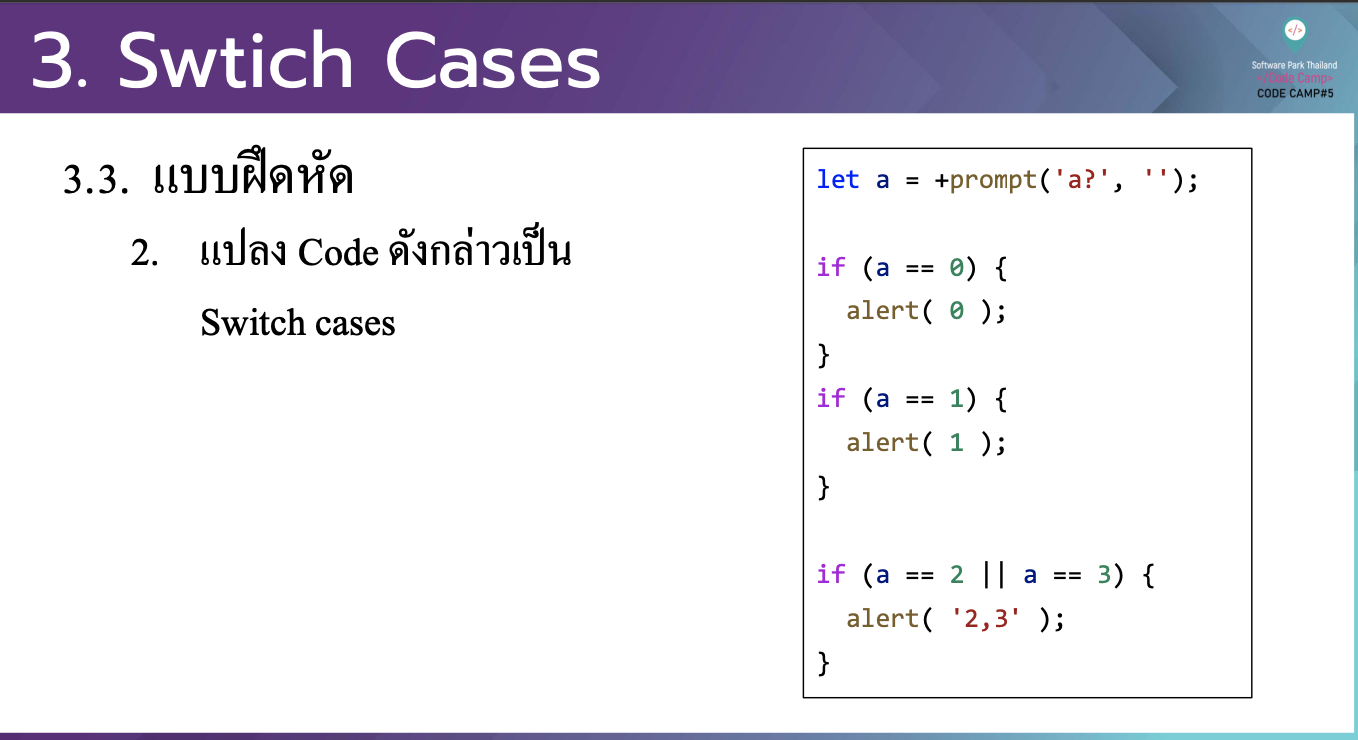 3. Swtich Cases
</>
Software Park Thailand
</Code Camp>
CODE CAMP#5
3.3. แบบฝึดหัด
2. แปลง Code ดังกล่าวเป็น
Switch cases
let a = +prompt('a?', '');
if (a == 0) {
alert( 0 );
}
if (a == 1) {
alert( 1 );
}
if (a == 2 || a == 3) {
alert( '2,3' );
}